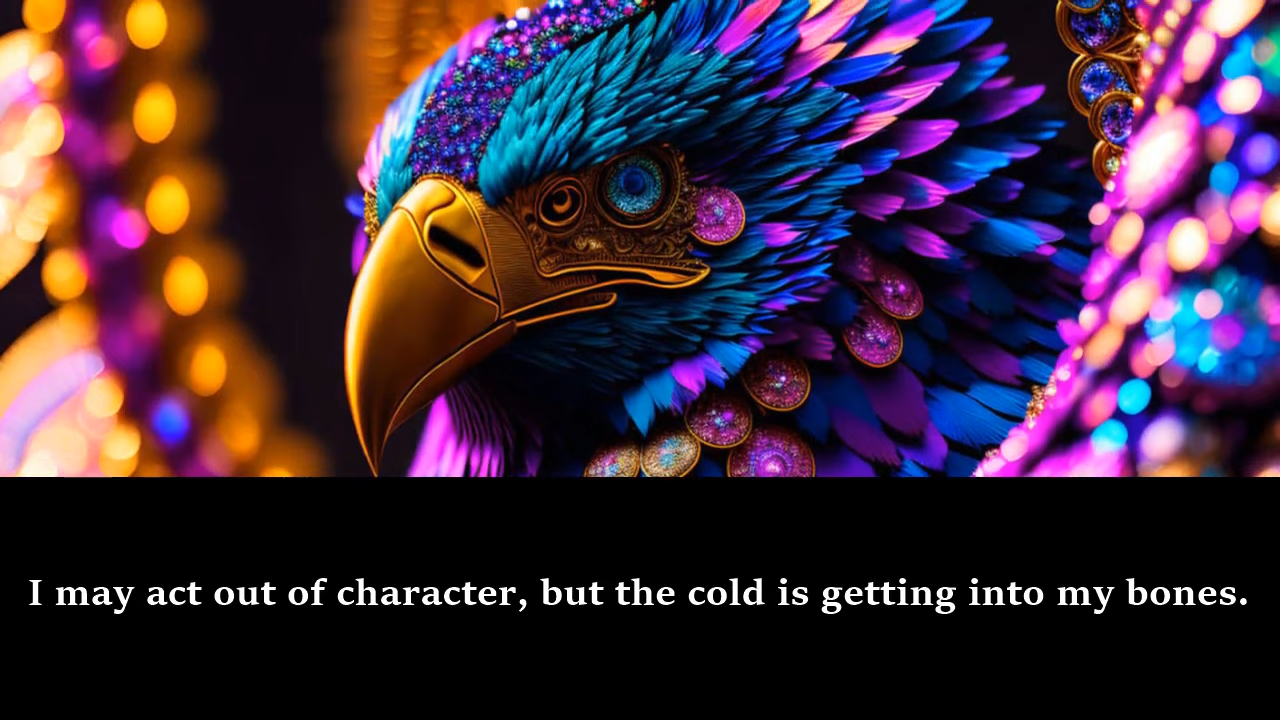 I may act out of character, but the cold is getting into my bones.